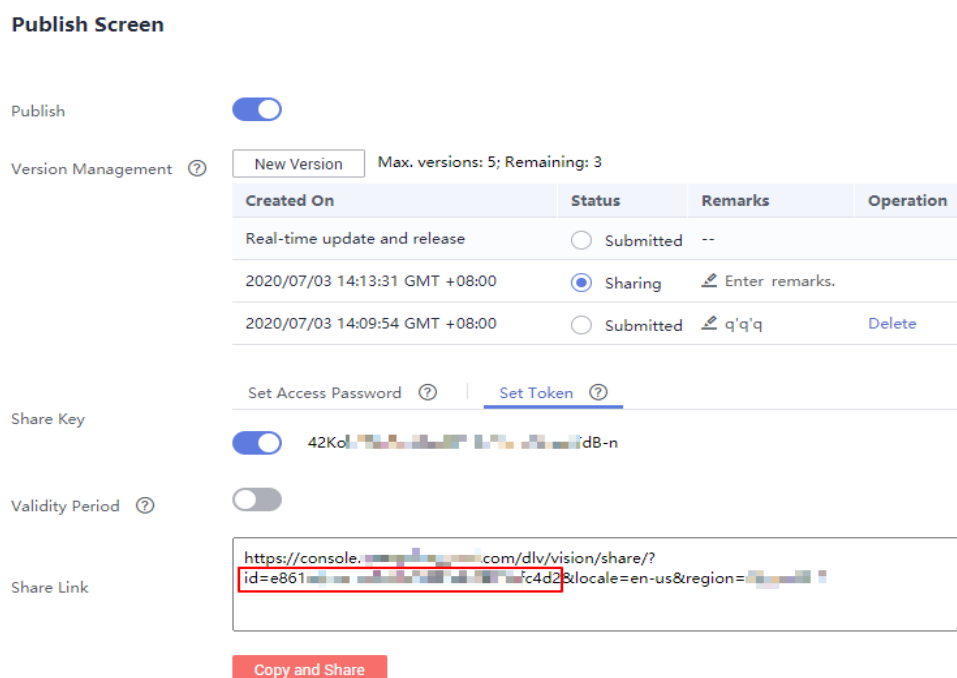 Publish Screen
Publish
Version Management ?
New Version Max. versions: 5; Remaining: 3
Created On Status Remarks Operation
Real-time update and release Submitted --
2020/07/03 14:13:31 GMT +08:00 Sharing Enter remarks.
2020/07/03 14:09:54 GMT +08:00 Submitted q'q'q Delete
Set Access Password ? Set Token ?
Share Key
42Ko dB-n
Validity Period ?
https://console. .com/dlv/vision/share/?
id=e861 fc4d2&locale=en-us&region=
Share Link
Copy and Share